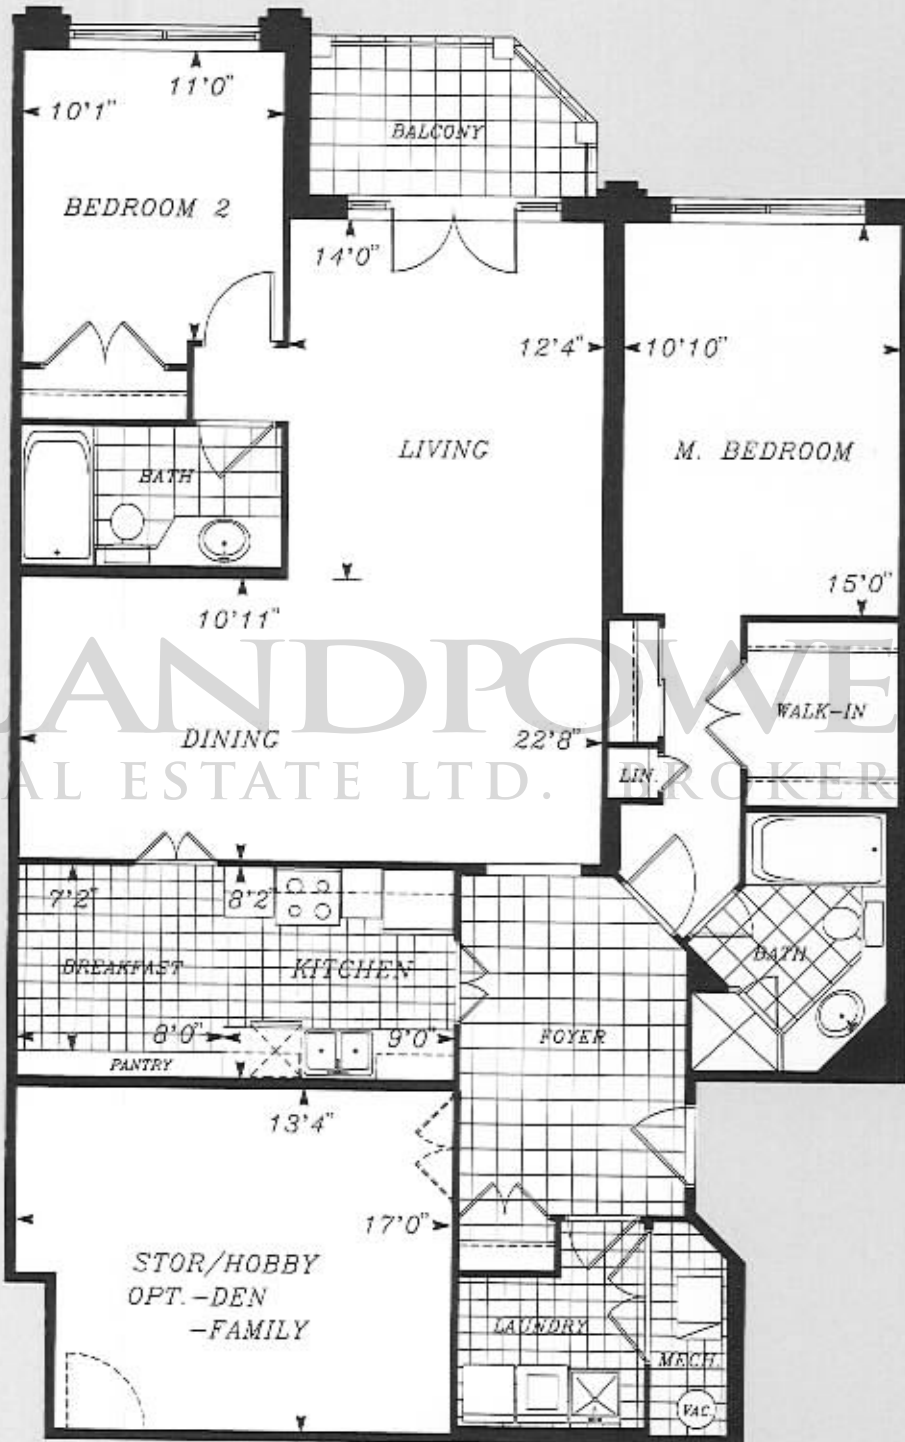 11'0"
10'1"
BALCONY
BEDROOM 2
14'0"
12'4"
10'10"
LIVING
M. BEDROOM
BATH
15'0"
10'11"
LANDPOWE
WALK-IN
DINING
22'8"
LIN.
AL ESTATE LTD. BROKER
7'2"
8'2"
BREAKFAST
KITCHEN
BATH
8'0"
9'0"
FOYER
PANTRY
13'4"
17'0"
STOR/HOBBY
OPT.-DEN
-FAMILY
LAUNDRY
MECH.
VAC